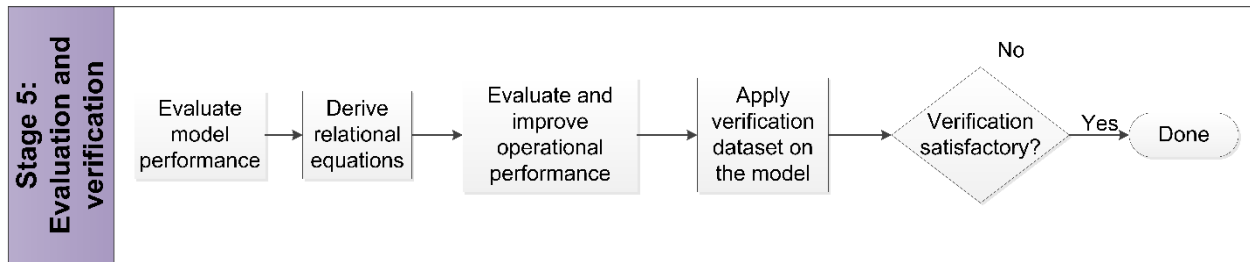 Stage 5:
Evaluation and
verification
Evaluate
model
performance
Derive
relational
equations
Evaluate and
improve
operational
performance
Apply
verification
dataset on
the model
No
Verification
satisfactory?
Yes
Done